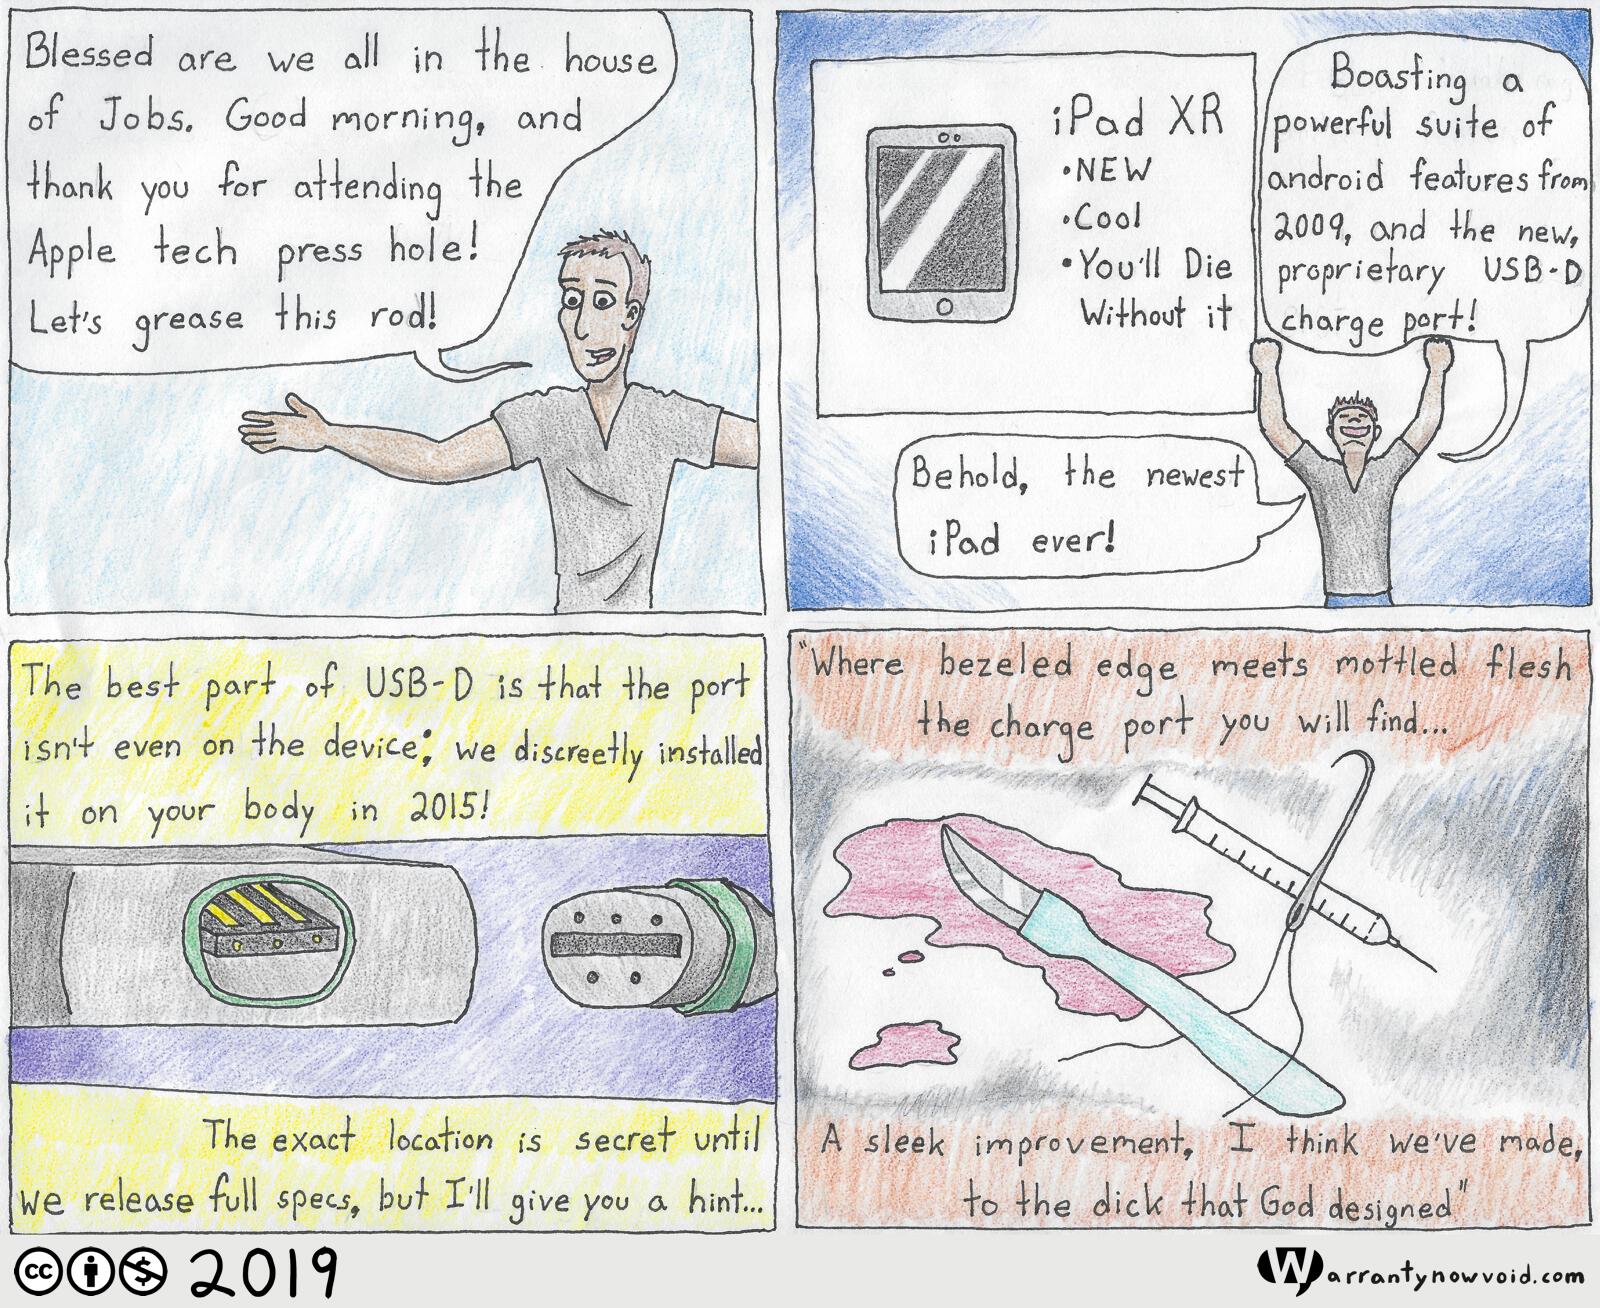 Blessed are we all in the house
of Jobs. Good morning, and
thank you for attending the
Apple tech press hole!
Let's grease this rod!
iPad XR
•NEW
•Cool
•You'll Die
Without it
Boasting a
powerful suite of
android features from
2009, and the new,
proprietary USB-D
charge port!
Behold, the newest
iPad ever!
The best part of USB-D is that the port
isn't even on the device; we discreetly installed
it on your body in 2015!
The exact location is secret until
we release full specs, but I'll give you a hint...
"Where bezeled edge meets mottled flesh
the charge port you will find...
A sleek improvement, I think we've made,
to the dick that God designed"
cc $ 2019
Warrantynowvoid.com